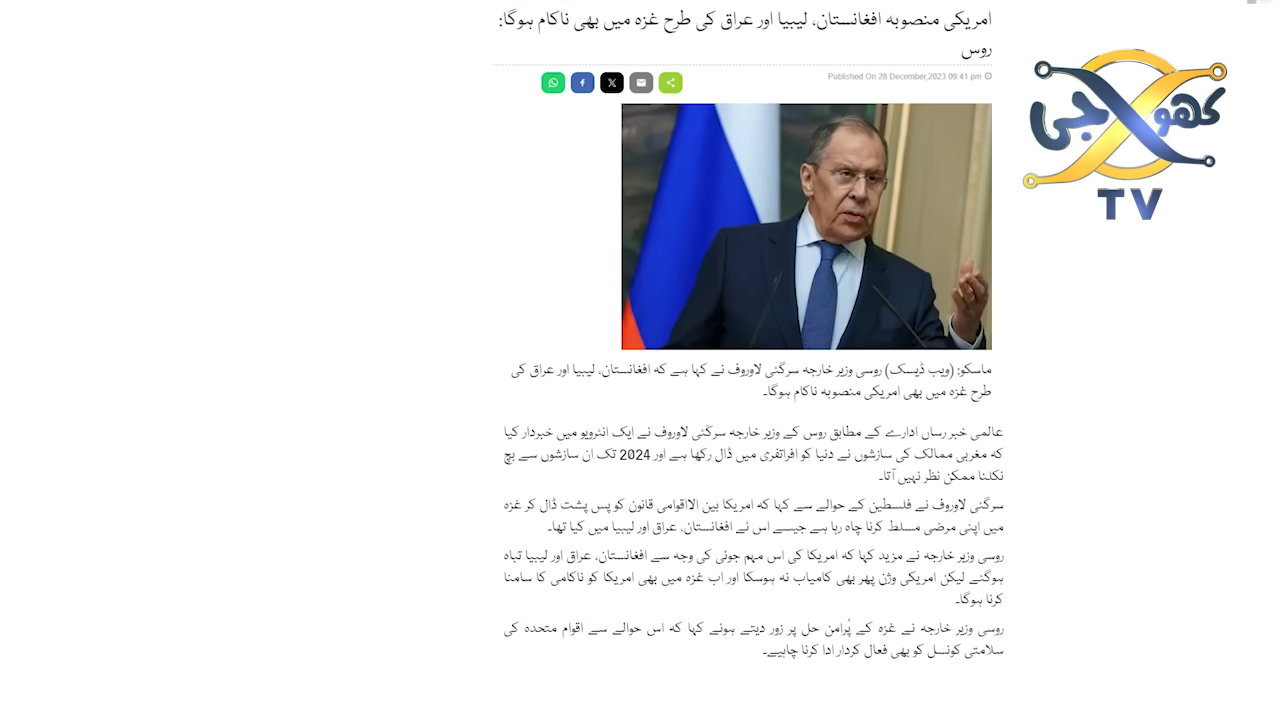 امریکی منصوبہ افغانستان، لیبیا اور عراق کی طرح غزہ میں بھی ناکام ہوگا:
روس
Published On 28 December,2023 09:41 pm
کھوجی
TV
ماسکو: (ویب ڈیسک) روسی وزیر خارجہ سرگئی لاوروف نے کہا ہے کہ افغانستان، لیبیا اور عراق کی
طرح غزہ میں بھی امریکی منصوبہ ناکام ہوگا۔
عالمی خبر رساں ادارے کے مطابق روس کے وزیر خارجہ سرگئی لاوروف نے ایک انٹرویو میں خبردار کیا
کہ مغربی ممالک کی سازشوں نے دنیا کو افراتفری میں ڈال رکھا ہے اور 2024 تک ان سازشوں سے بچ
نکلنا ممکن نظر نہیں آتا۔
سرگئی لاوروف نے فلسطین کے حوالے سے کہا کہ امریکا بین الااقوامی قانون کو پس پشت ڈال کر غزہ
میں اپنی مرضی مسلط کرنا چاہ رہا ہے جیسے اس نے افغانستان، عراق اور لیبیا میں کیا تھا۔
روسی وزیر خارجہ نے مزید کہا کہ امریکا کی اس مہم جوئی کی وجہ سے افغانستان، عراق اور لیبیا تباہ
ہوگئے لیکن امریکی وژن پھر بھی کامیاب نہ ہوسکا اور اب غزہ میں بھی امریکا کو ناکامی کا سامنا
کرنا ہوگا۔
روسی وزیر خارجہ نے غزہ کے پُرامن حل پر زور دیتے ہوئے کہا کہ اس حوالے سے اقوام متحدہ کی
سلامتی کونسل کو بھی فعال کردار ادا کرنا چاہیے۔